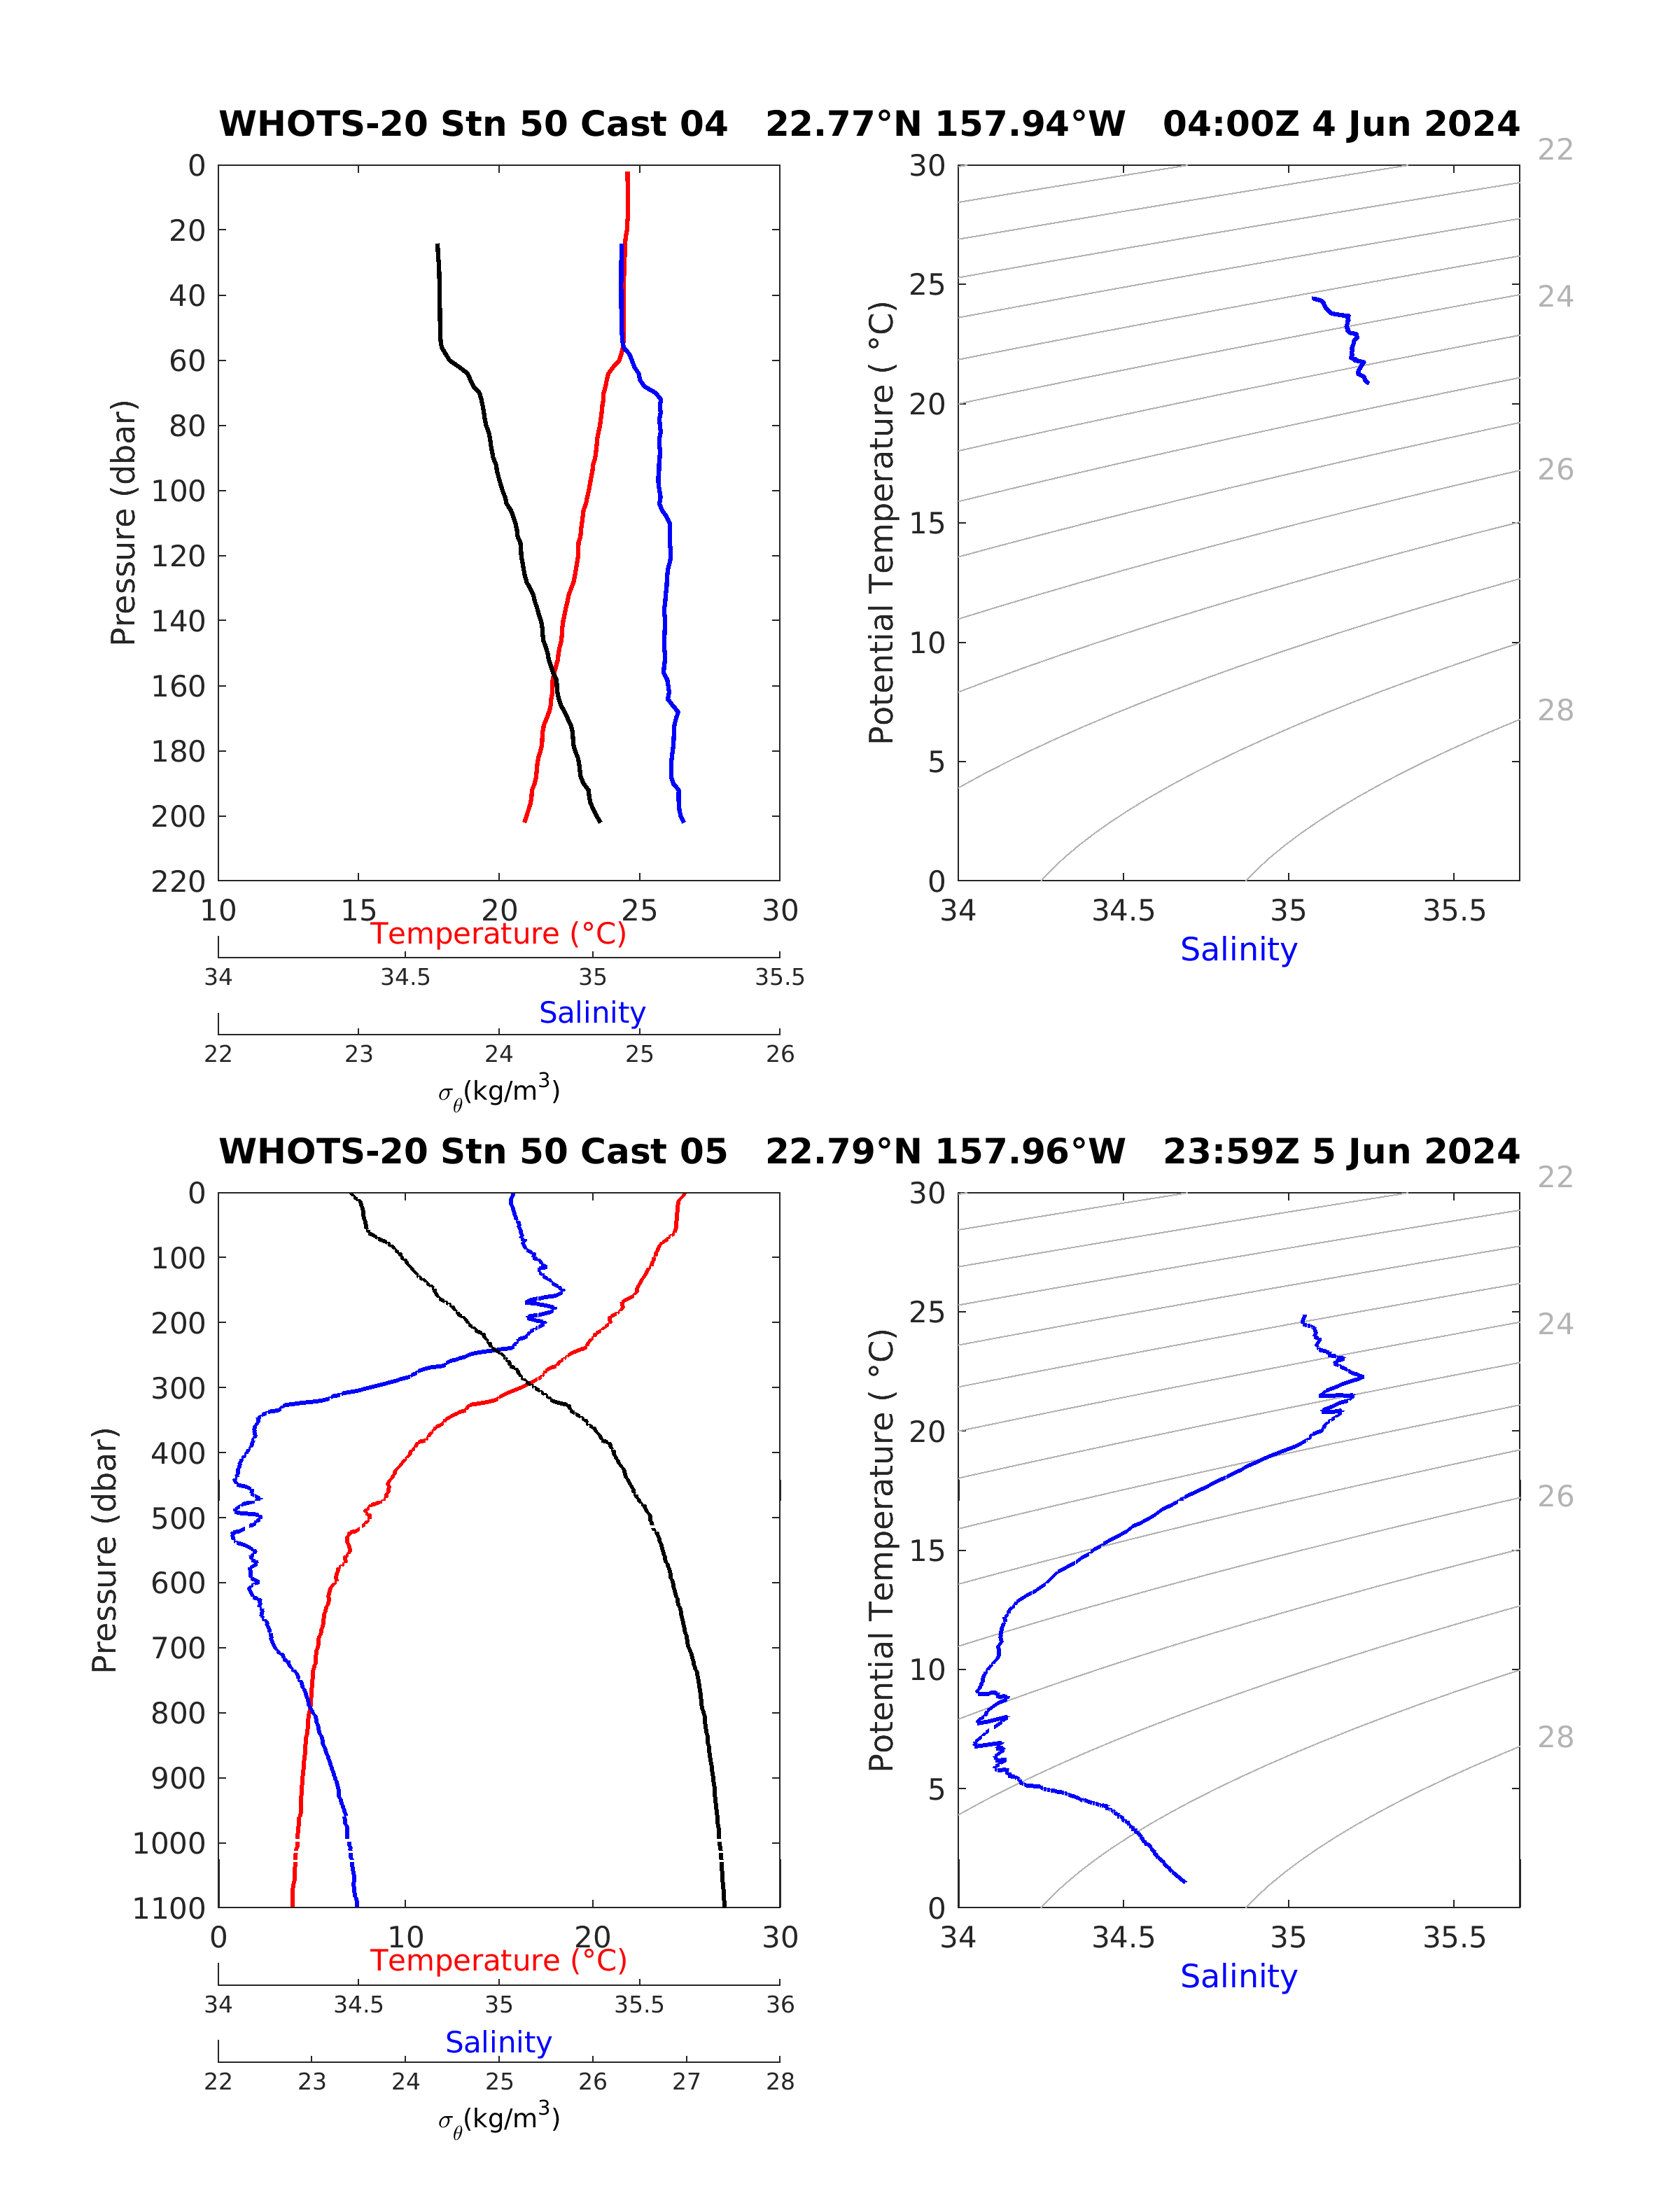 WHOTS-20 Stn 50 Cast 04 22.77°N 157.94°W 04:00Z 4 Jun 2024
0
20
40
60
80
100
120
140
160
180
200
220
Pressure (dbar)
10 15 20 25 30
Temperature (°C)
34 34.5 35 35.5
Salinity
22 23 24 25 26
σθ(kg/m3)
30
25
20
15
10
5
0
Potential Temperature ( °C)
34 34.5 35 35.5
Salinity
22
24
26
28
WHOTS-20 Stn 50 Cast 05 22.79°N 157.96°W 23:59Z 5 Jun 2024
0
100
200
300
400
500
600
700
800
900
1000
1100
Pressure (dbar)
0 10 20 30
Temperature (°C)
34 34.5 35 35.5 36
Salinity
22 23 24 25 26 27 28
σθ(kg/m3)
30
25
20
15
10
5
0
Potential Temperature ( °C)
34 34.5 35 35.5
Salinity
22
24
26
28